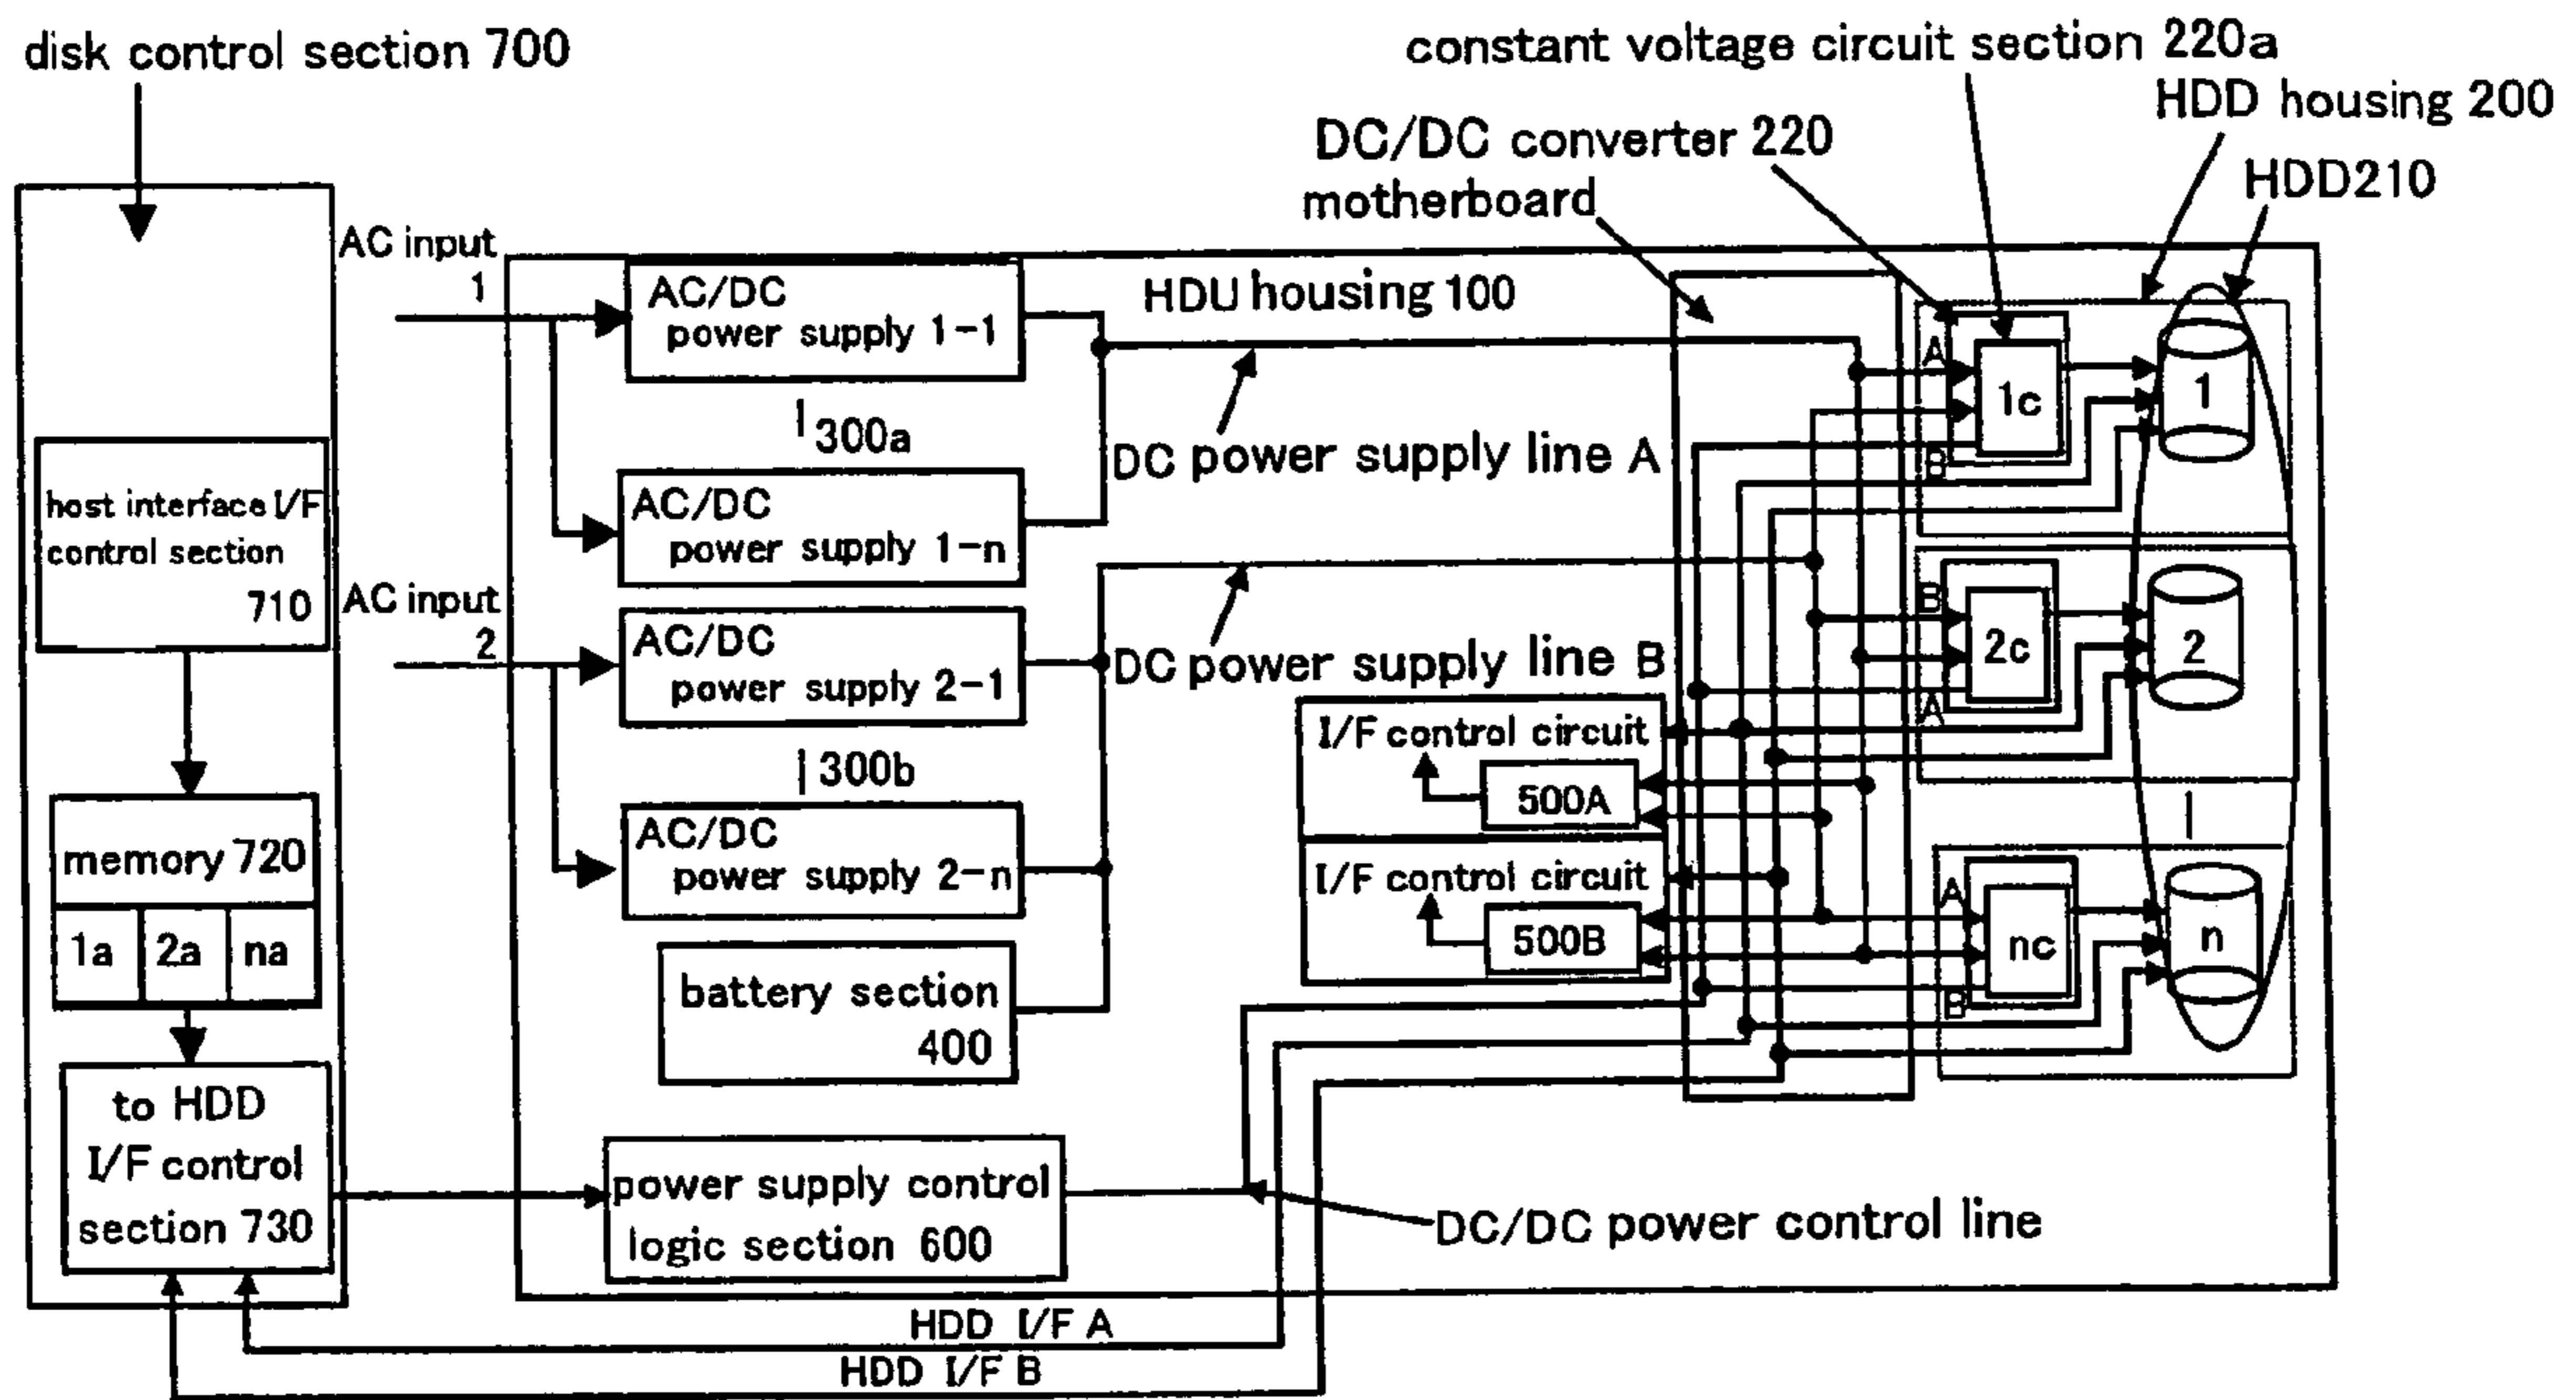 disk control section 700
constant voltage circuit section 220a
HDD housing 200
DC/DC converter 220
HDD210
motherboard
AC input
1
AC/DC
power supply 1-1
HDU housing 100
A
1c
1
300a
DC power supply line A
B
AC/DC
power supply 1-n
host interface I/F
control section
710
AC input
2
AC/DC
power supply 2-1
DC power supply line B
B
2c
2
A
I/F control circuit
500A
300b
AC/DC
power supply 2-n
I/F control circuit
500B
memory 720
1a 2a na
A
nc
n
B
battery section
400
to HDD
I/F control
section 730
power supply control
logic section 600
DC/DC power control line
HDD I/F A
HDD I/F B